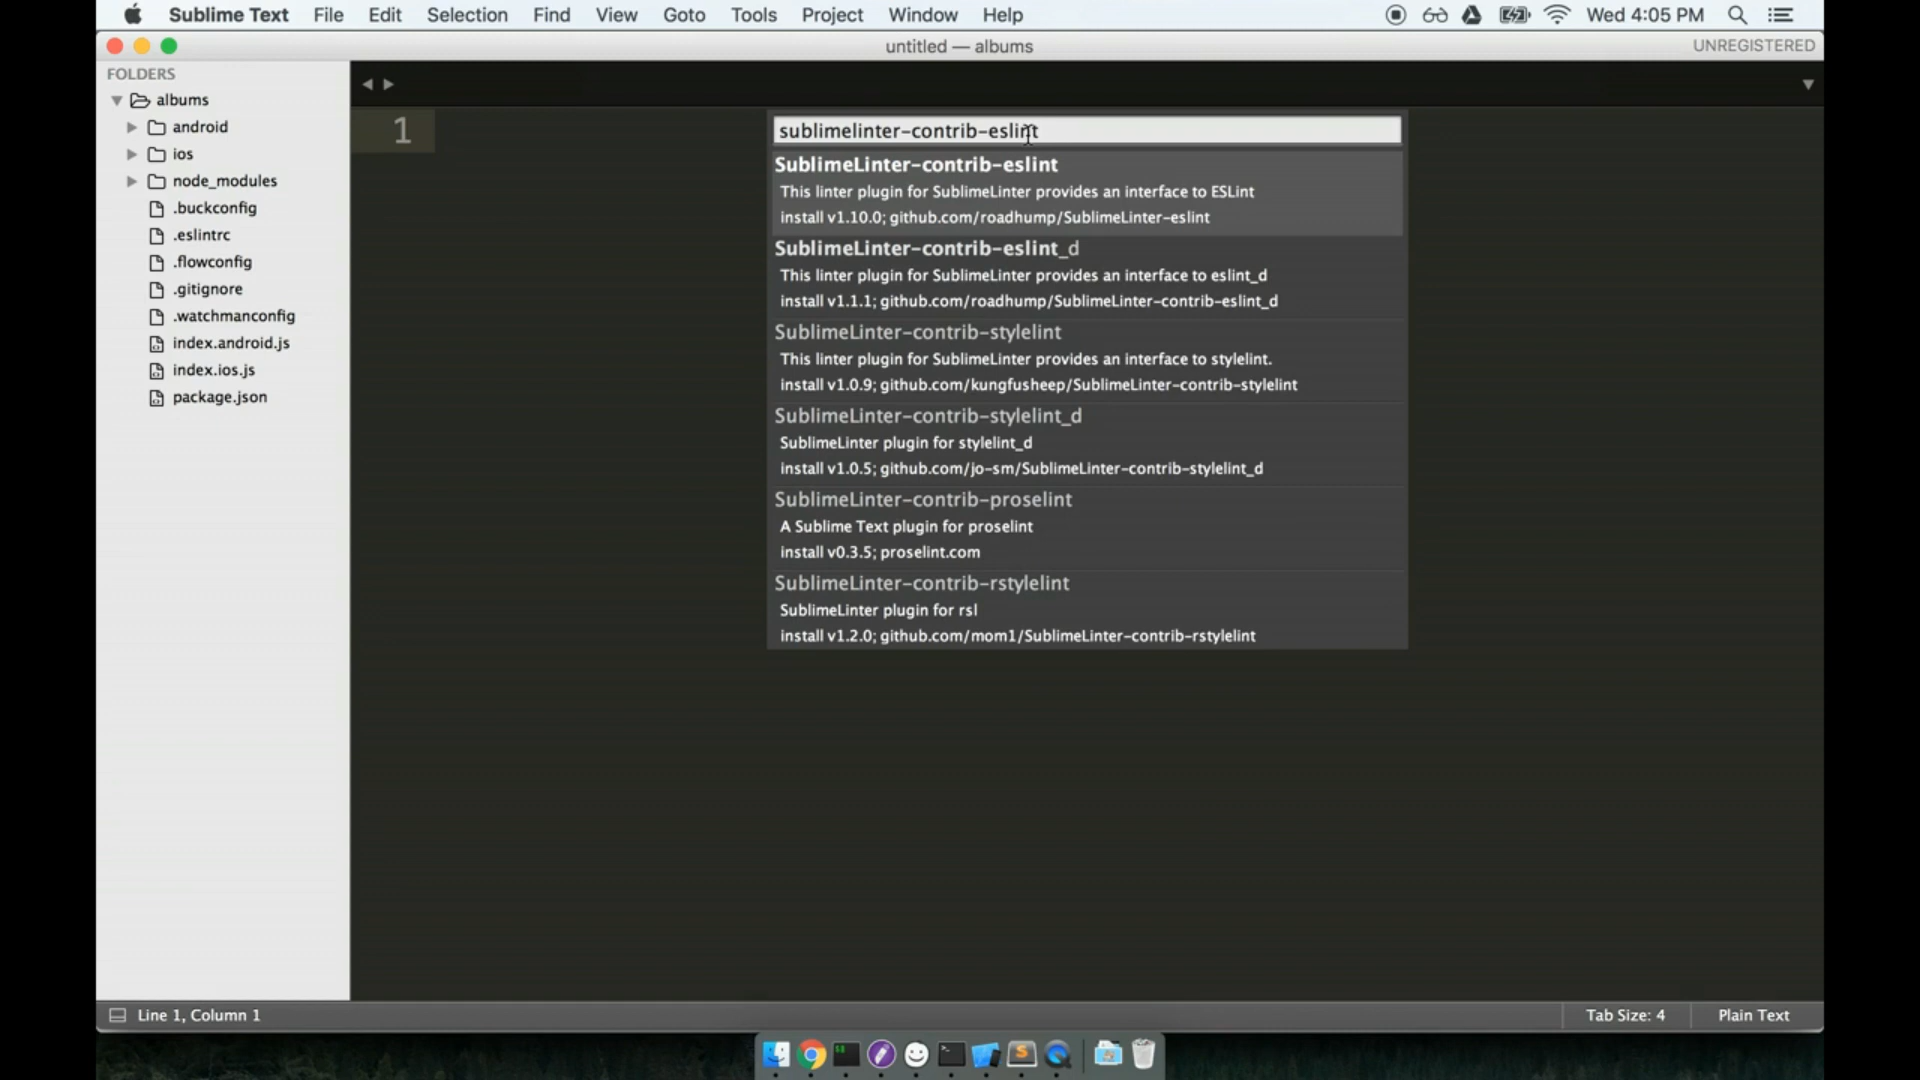 Sublime Text File Edit Selection Find View Goto Tools Project Window Help Wed 4:05 PM
untitled — albums UNREGISTERED
FOLDERS
albums
android
ios
node_modules
.buckconfig
.eslintrc
.flowconfig
.gitignore
.watchmanconfig
index.android.js
index.ios.js
package.json
1
sublimelinter-contrib-eslint
SublimeLinter-contrib-eslint
This linter plugin for SublimeLinter provides an interface to ESLint
install v1.10.0; github.com/roadhump/SublimeLinter-eslint
SublimeLinter-contrib-eslint_d
This linter plugin for SublimeLinter provides an interface to eslint_d
install v1.1.1; github.com/roadhump/SublimeLinter-contrib-eslint_d
SublimeLinter-contrib-stylelint
This linter plugin for SublimeLinter provides an interface to stylelint.
install v1.0.9; github.com/kungfusheep/SublimeLinter-contrib-stylelint
SublimeLinter-contrib-stylelint_d
SublimeLinter plugin for stylelint_d
install v1.0.5; github.com/jo-sm/SublimeLinter-contrib-stylelint_d
SublimeLinter-contrib-proselint
A Sublime Text plugin for proselint
install v0.3.5; proselint.com
SublimeLinter-contrib-rstylelint
SublimeLinter plugin for rsl
install v1.2.0; github.com/mom1/SublimeLinter-contrib-rstylelint
Line 1, Column 1 Tab Size: 4 Plain Text